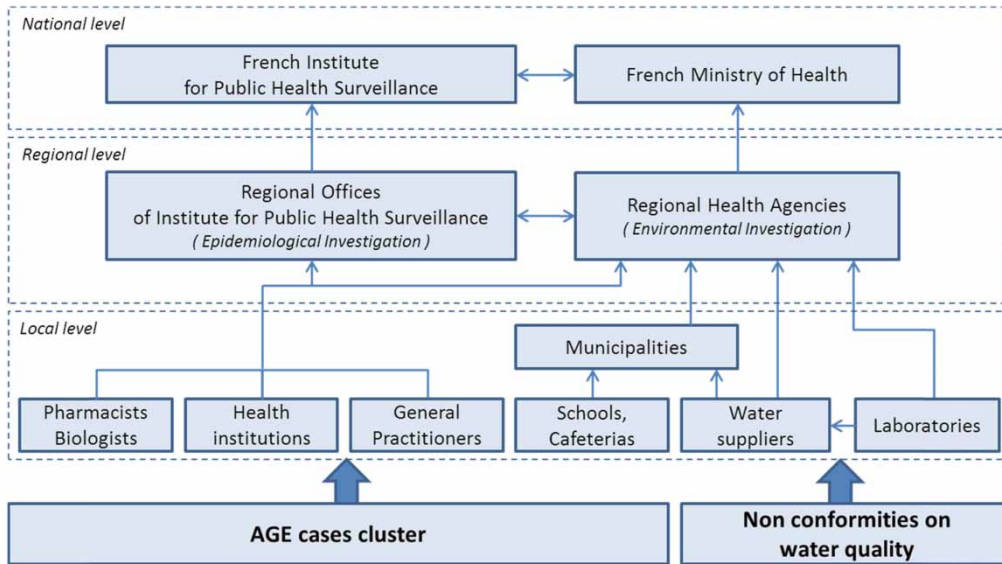 National level
French Institute
for Public Health Surveillance
French Ministry of Health
Regional level
Regional Offices
of Institute for Public Health Surveillance
( Epidemiological Investigation )
Regional Health Agencies
( Environmental Investigation )
Local level
Municipalities
Pharmacists
Biologists
Health
institutions
General
Practitioners
Schools,
Cafeterias
Water
suppliers
Laboratories
AGE cases cluster
Non conformities on
water quality